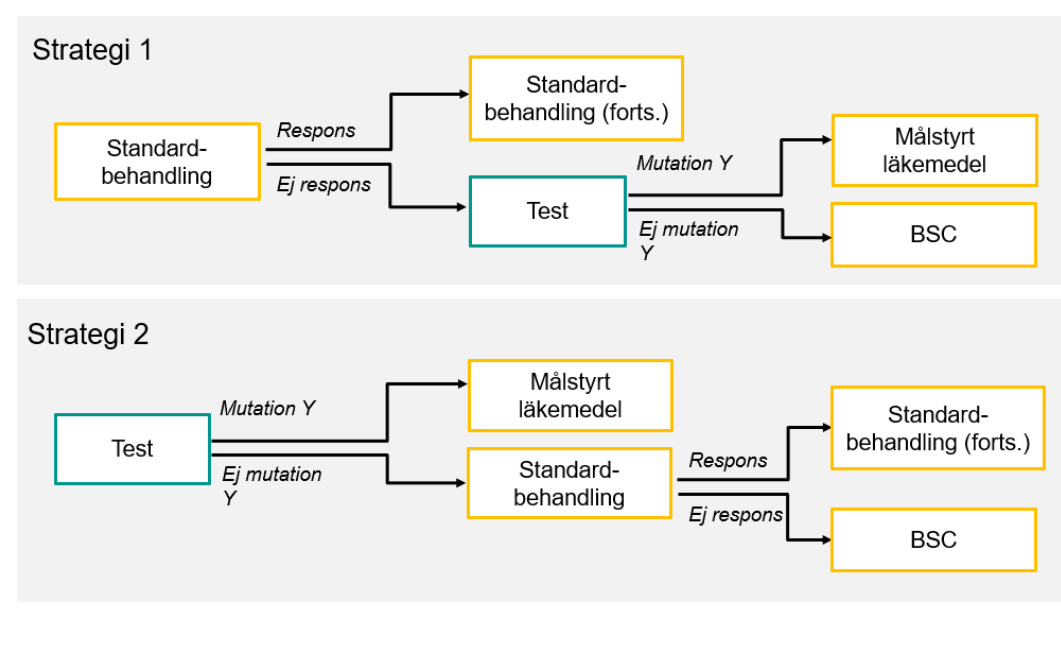 Strategi 1
Standard-
behandling
Respons
Ej respons
Standard-
behandling (forts.)
Test
Mutation Y
Ej mutation
Y
Målstyrt
läkemedel
BSC
Strategi 2
Test
Mutation Y
Ej mutation
Y
Målstyrt
läkemedel
Standard-
behandling
Respons
Ej respons
Standard-
behandling (forts.)
BSC